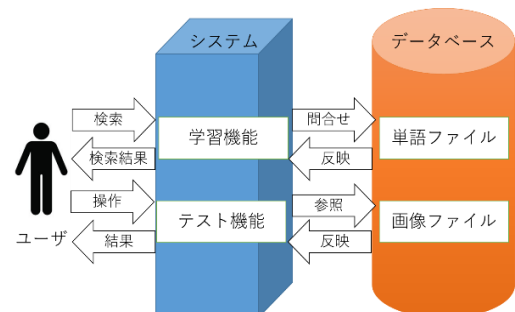 システム
データベース
検索
問合せ
学習機能
単語ファイル
検索結果
反映
操作
参照
テスト機能
画像ファイル
ユーザ
結果
反映